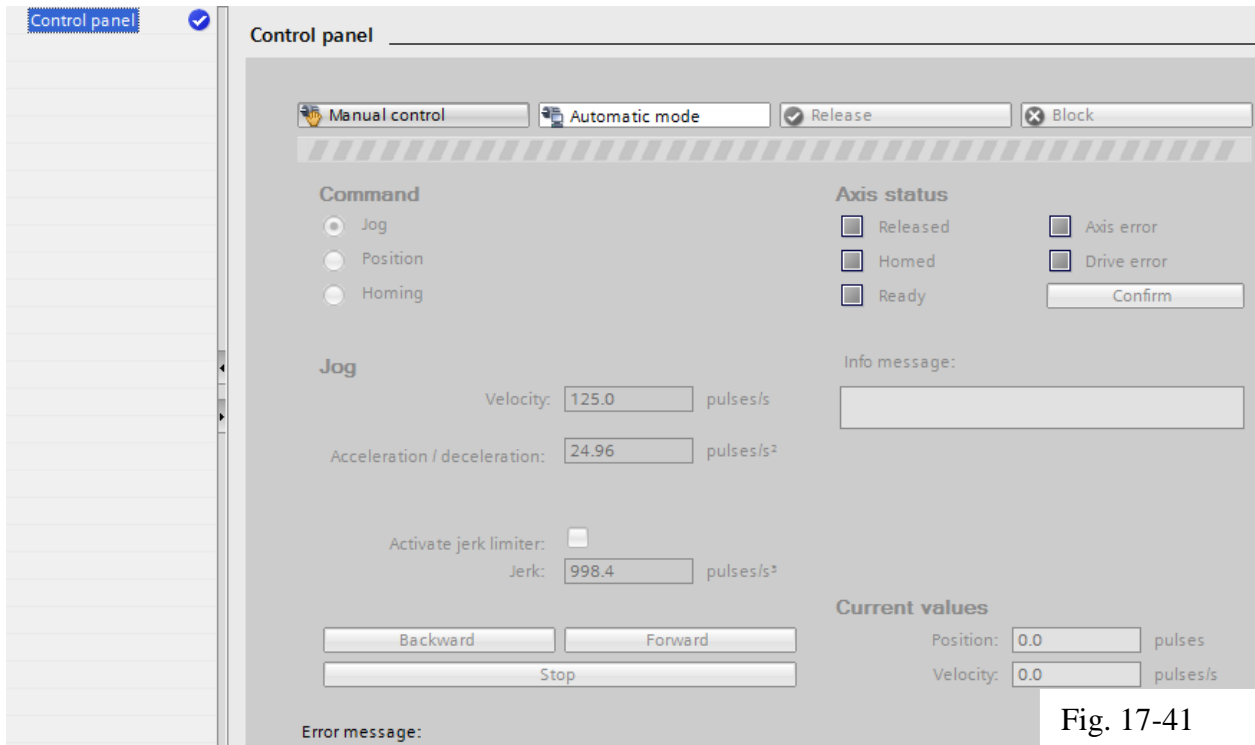 Control panel
Control panel
Manual control Automatic mode Release Block
Command
Jog
Position
Homing
Axis status
Released Axis error
Homed Drive error
Ready Confirm
Jog
Velocity: 125.0 pulses/s
Acceleration / deceleration: 24.96 pulses/s²
Activate jerk limiter:
Jerk: 998.4 pulses/s³
Backward Forward
Stop
Info message:
Current values
Position: 0.0 pulses
Velocity: 0.0 pulses/s
Error message:
Fig. 17-41